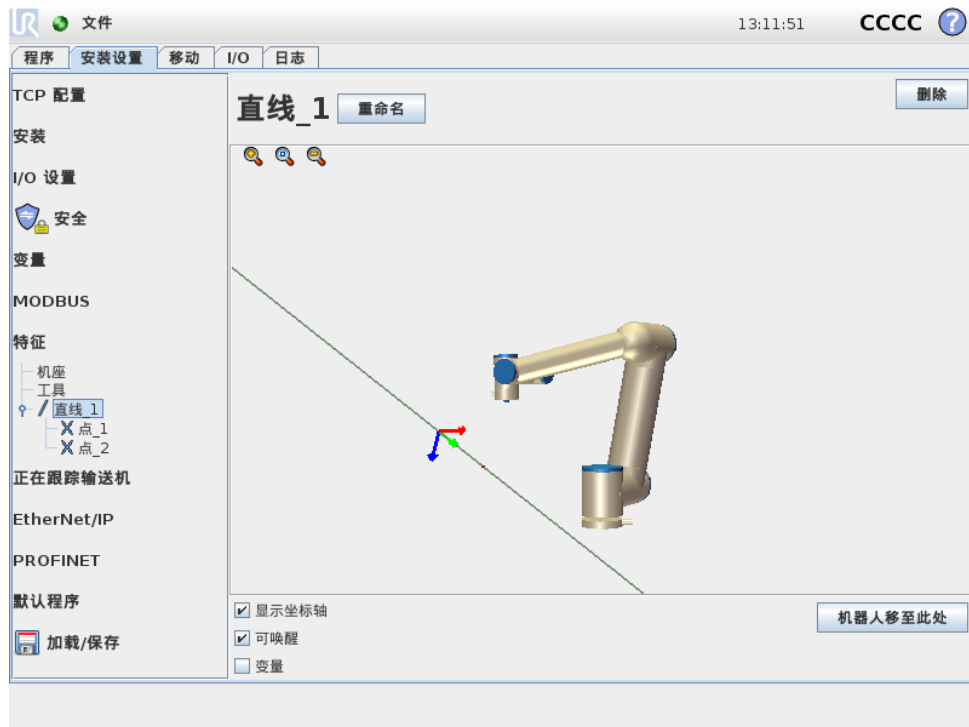 UR 文件 13:11:51 CCCC ?
程序 安装设置 移动 I/O 日志
TCP 配置
安装
I/O 设置
安全
变量
MODBUS
特征
机座
工具
直线_1
点_1
点_2
正在跟踪输送机
EtherNet/IP
PROFINET
默认程序
加载/保存
直线_1 重命名 删除
显示坐标轴
可唤醒
变量
机器人移至此处